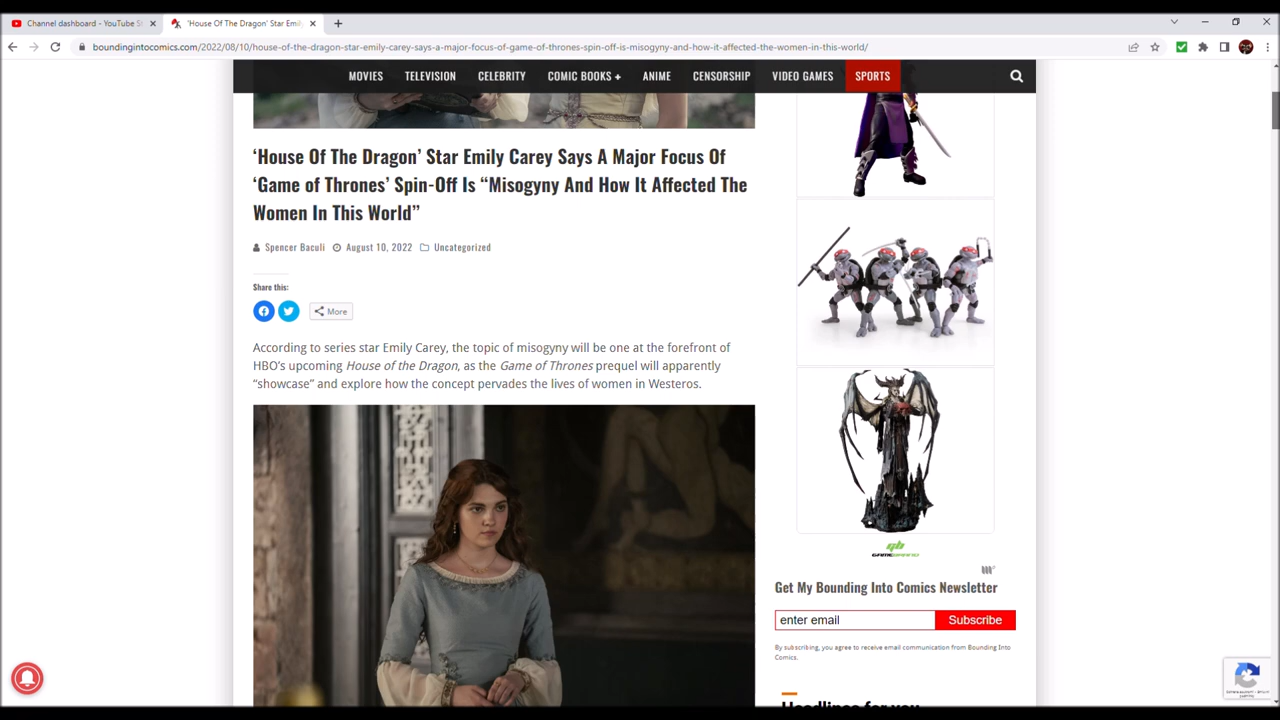 Channel dashboard - YouTube St
'House Of The Dragon' Star Emil
boundingintocomics.com/2022/08/10/house-of-the-dragon-star-emily-carey-says-a-major-focus-of-game-of-thrones-spin-off-is-misogyny-and-how-it-affected-the-women-in-this-world/
MOVIES TELEVISION CELEBRITY COMIC BOOKS + ANIME CENSORSHIP VIDEO GAMES SPORTS
‘House Of The Dragon’ Star Emily Carey Says A Major Focus Of
‘Game of Thrones’ Spin-Off Is “Misogyny And How It Affected The
Women In This World”
Spencer Baculi August 10, 2022 Uncategorized
Share this:
More
According to series star Emily Carey, the topic of misogyny will be one at the forefront of
HBO’s upcoming House of the Dragon, as the Game of Thrones prequel will apparently
“showcase” and explore how the concept pervades the lives of women in Westeros.
gb
GAMEBRAND
Get My Bounding Into Comics Newsletter
enter email Subscribe
By subscribing, you agree to receive email communication from Bounding Into
Comics.
Headlines for you